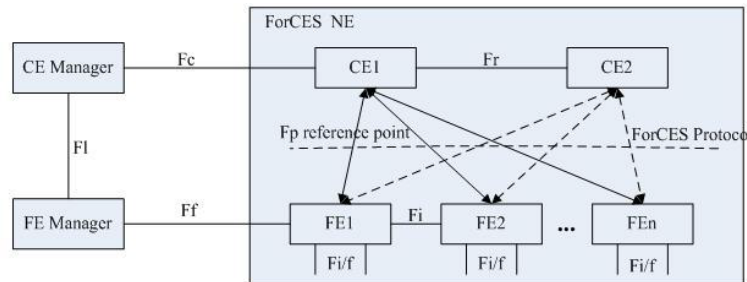 ForCES NE
CE Manager
Fc
CE1
Fr
CE2
Fl
Fp reference point
ForCES Protoco
FE Manager
Ff
FE1
Fi
FE2
...
FEn
Fi/f
Fi/f
Fi/f